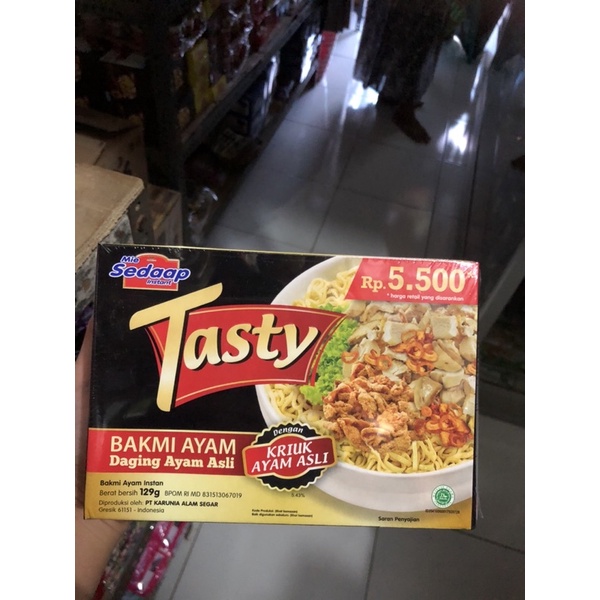 Mie
Sedaap
instant
Rp. 5.500
* harga retail yang disarankan
Tasty
BAKMI AYAM
Daging Ayam Asli
Dengan
KRIUK
AYAM ASLI
Bakmi Ayam Instan
Berat bersih 129g BPOM RI MD 831513067019
Diproduksi oleh: PT KARUNIA ALAM SEGAR
Gresik 61151 - Indonesia
Saran Penyajian